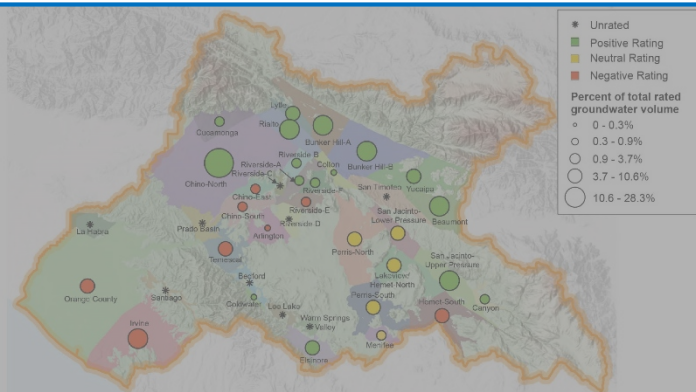 Unrated
Positive Rating
Neutral Rating
Negative Rating
Percent of total rated
groundwater volume
0 - 0.3%
0.3 - 0.9%
0.9 - 3.7%
3.7 - 10.6%
10.6 - 28.3%
Lytle
Rialto
Cucamonga
Bunker Hill-A
Riverside-B
Colton
Bunker Hill-B
Riverside-A
Riverside-C
Chino-North
Riverside-F
San Timoteo
Yucaipa
Chino-East
Riverside-E
Chino-South
San Jacinto-
Lower Pressure
Beaumont
Riverside-D
La Habra
Prado Basin
Arlington
Perris-North
Temescal
San Jacinto-
Upper Pressure
Lakeview/
Hemet-North
Bedford
Orange County
Santiago
Perris-South
Coldwater
Lee Lake
Hemet-South
Canyon
Warm Springs
Valley
Irvine
Menifee
Elsinore